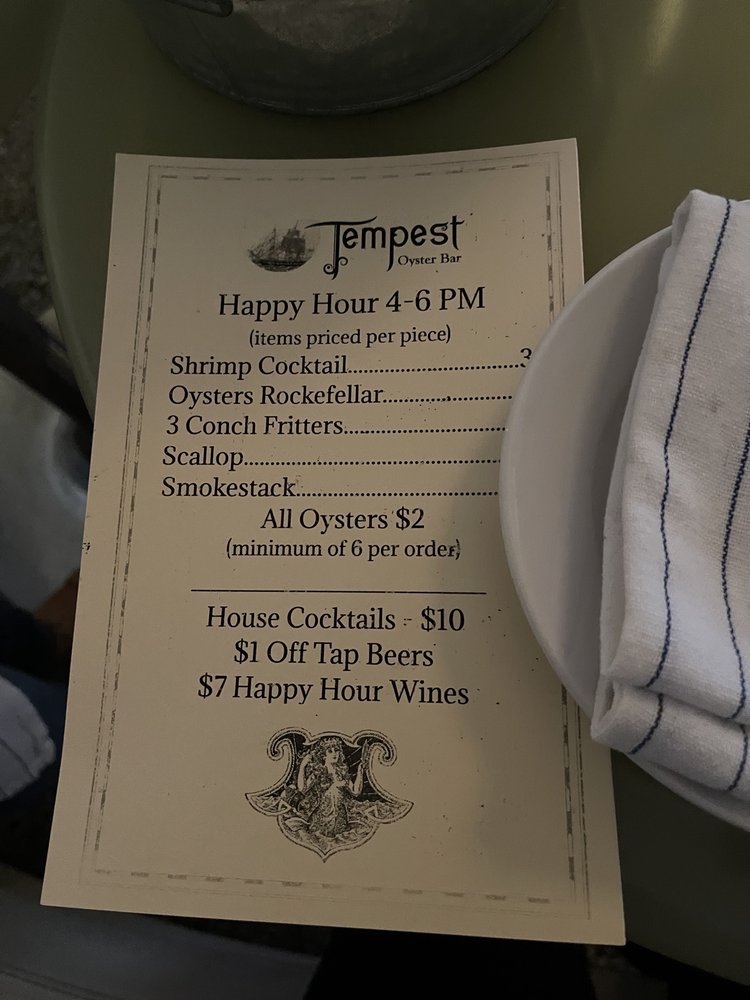 Tempest
Oyster Bar
Happy Hour 4-6 PM
(items priced per piece)
Shrimp Cocktail..............................3
Oysters Rockefellar......................
3 Conch Fritters...........................
Scallop...........................................
Smokestack..................................
All Oysters $2
(minimum of 6 per order)
House Cocktails - $10
$1 Off Tap Beers
$7 Happy Hour Wines